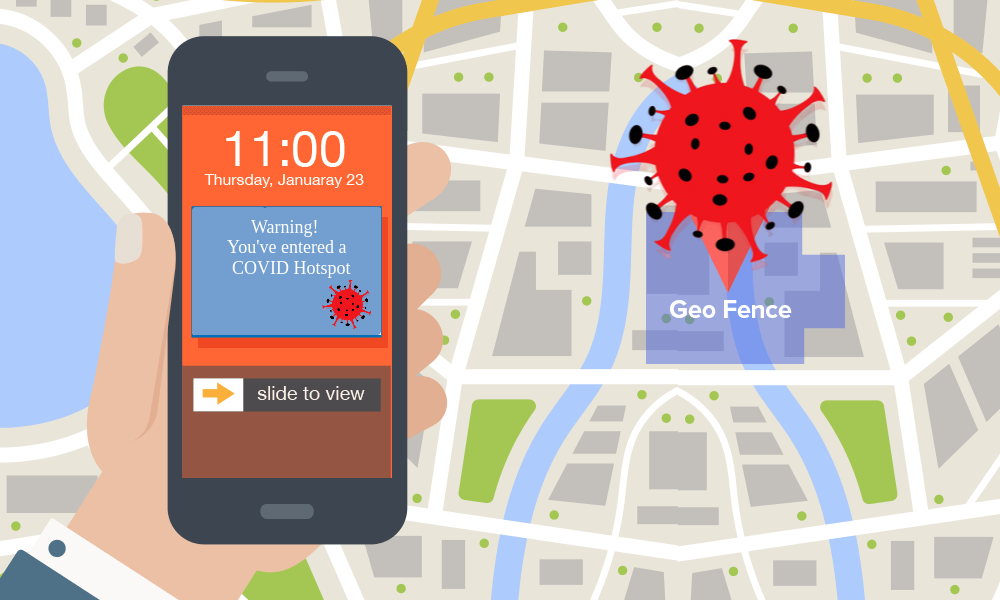 11:00
Thursday, Januaray 23
Warning!
You've entered a
COVID Hotspot
slide to view
Geo Fence